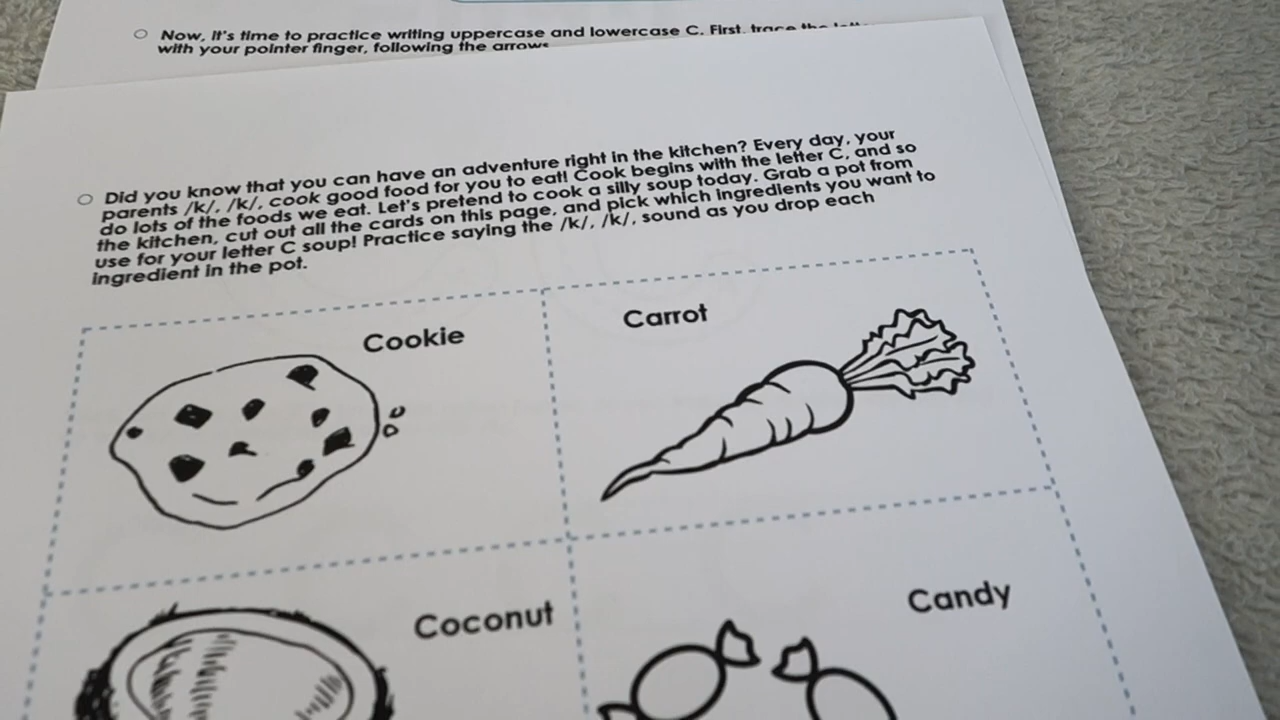 Now, it's time to practice writing uppercase and lowercase C. First, trace the
with your pointer finger, following the arrows
Did you know that you can have an adventure right in the kitchen? Every day, your
parents /k/, /k/, cook good food for you to eat! Cook begins with the letter C, and so
do lots of the foods we eat. Let's pretend to cook a silly soup today. Grab a pot from
the kitchen, cut out all the cards on this page, and pick which ingredients you want to
use for your letter C soup! Practice saying the /k/, /k/, sound as you drop each
ingredient in the pot.
Cookie
Carrot
Coconut
Candy